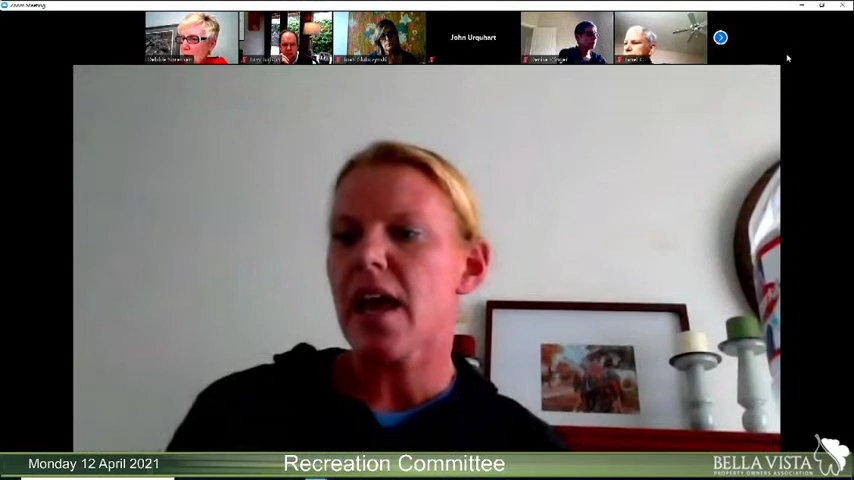 Zoom Meeting
John Urquhart
Monday 12 April 2021
Recreation Committee
BELLA VISTA
PROPERTY OWNERS ASSOCIATION